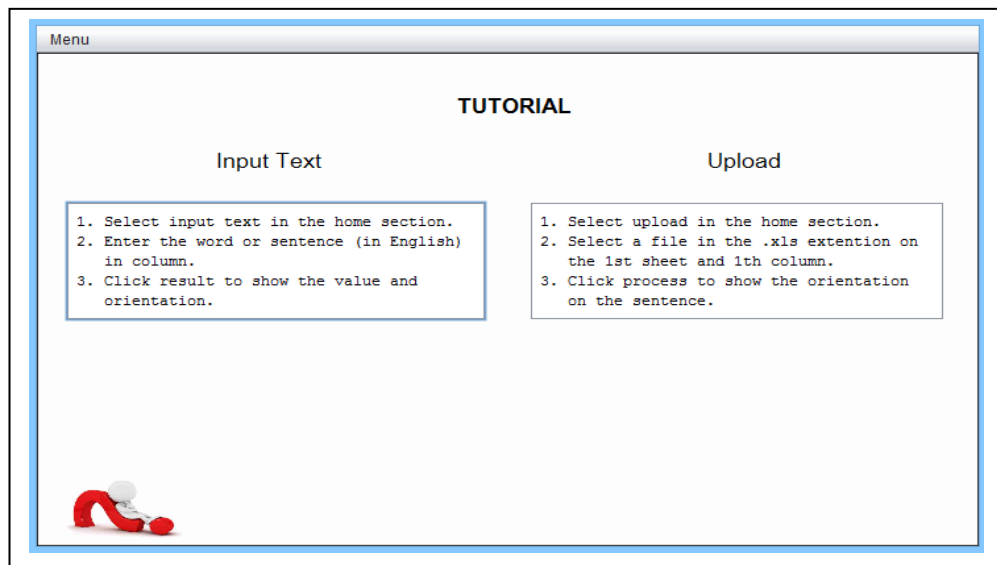 Menu
TUTORIAL
Input Text
1. Select input text in the home section.
2. Enter the word or sentence (in English)
in column.
3. Click result to show the value and
orientation.
Upload
1. Select upload in the home section.
2. Select a file in the .xls extention on
the 1st sheet and 1th column.
3. Click process to show the orientation
on the sentence.